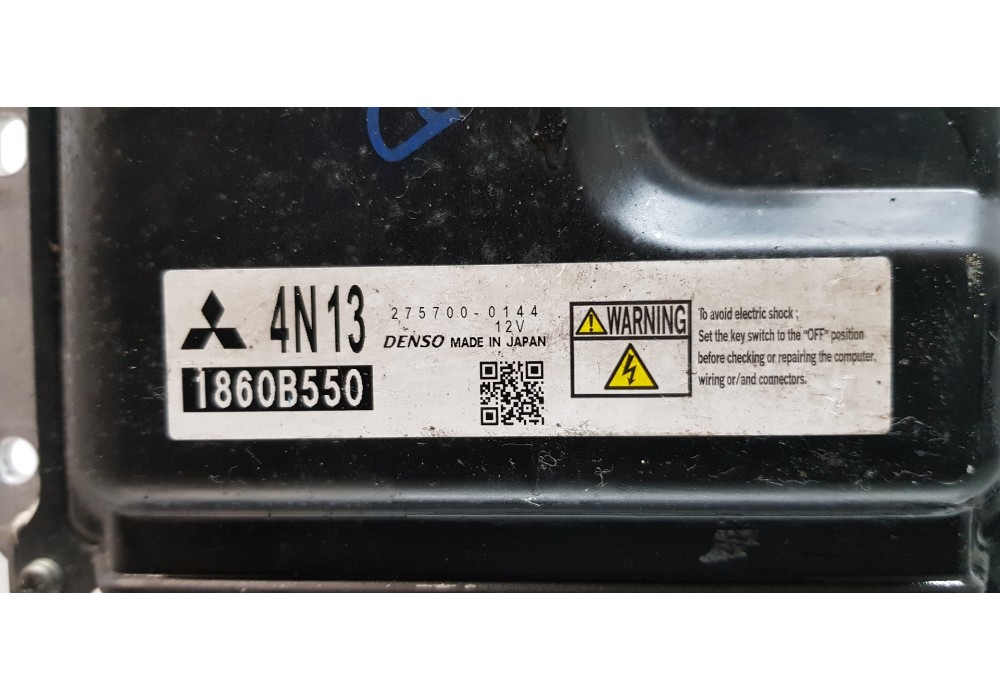 4N13
1860B550
275700-0144
12V
DENSO MADE IN JAPAN
WARNING
To avoid electric shock ;
Set the key switch to the "OFF" position
before checking or repairing the computer,
wiring or/and connectors.